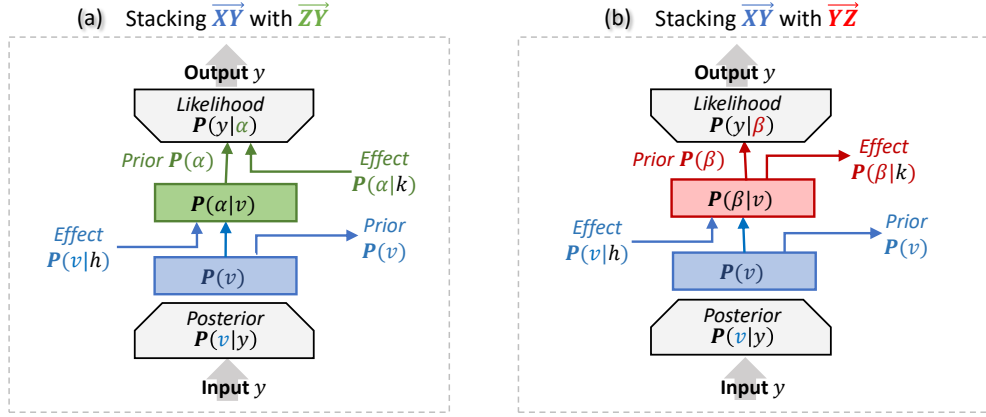 (a) Stacking XY with ZY
Output y
Likelihood
P(y|α)
Prior P(α)
Effect
P(α|k)
P(α|v)
Effect
P(v|h)
Prior
P(v)
P(v)
Posterior
P(v|y)
Input y
(b) Stacking XY with YZ
Output y
Likelihood
P(y|β)
Prior P(β)
Effect
P(β|k)
P(β|v)
Effect
P(v|h)
Prior
P(v)
P(v)
Posterior
P(v|y)
Input y